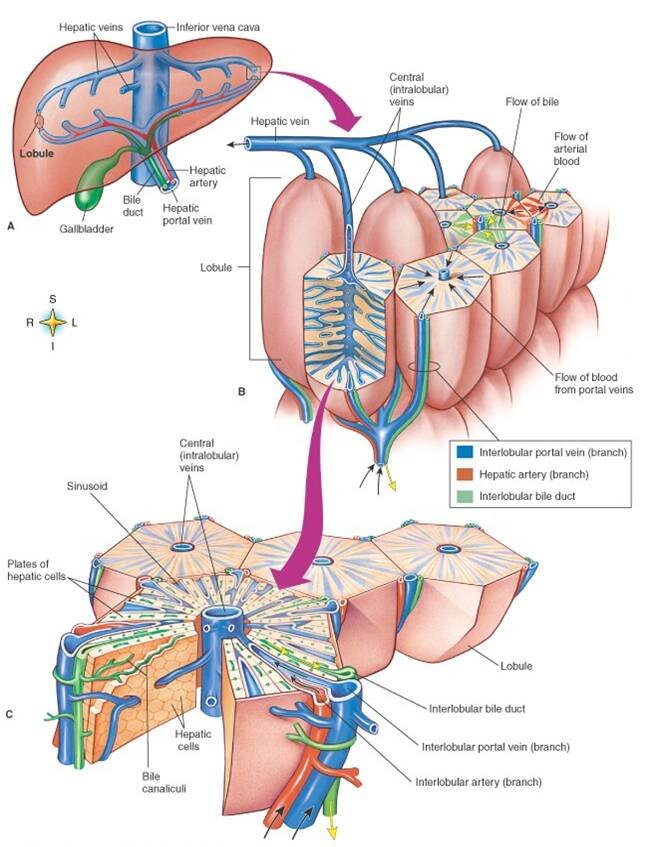 Hepatic veins
Inferior vena cava
Lobule
Hepatic
artery
Bile
duct
Hepatic
portal vein
Gallbladder
A
S
R
L
I
Central
(intralobular)
veins
Hepatic vein
Flow of bile
Flow of
arterial
blood
Lobule
Flow of blood
from portal veins
B
Interlobular portal vein (branch)
Hepatic artery (branch)
Interlobular bile duct
Central
(intralobular)
veins
Sinusoid
Plates of
hepatic cells
Lobule
Interlobular bile duct
Interlobular portal vein (branch)
Interlobular artery (branch)
Hepatic
cells
Bile
canaliculi
C